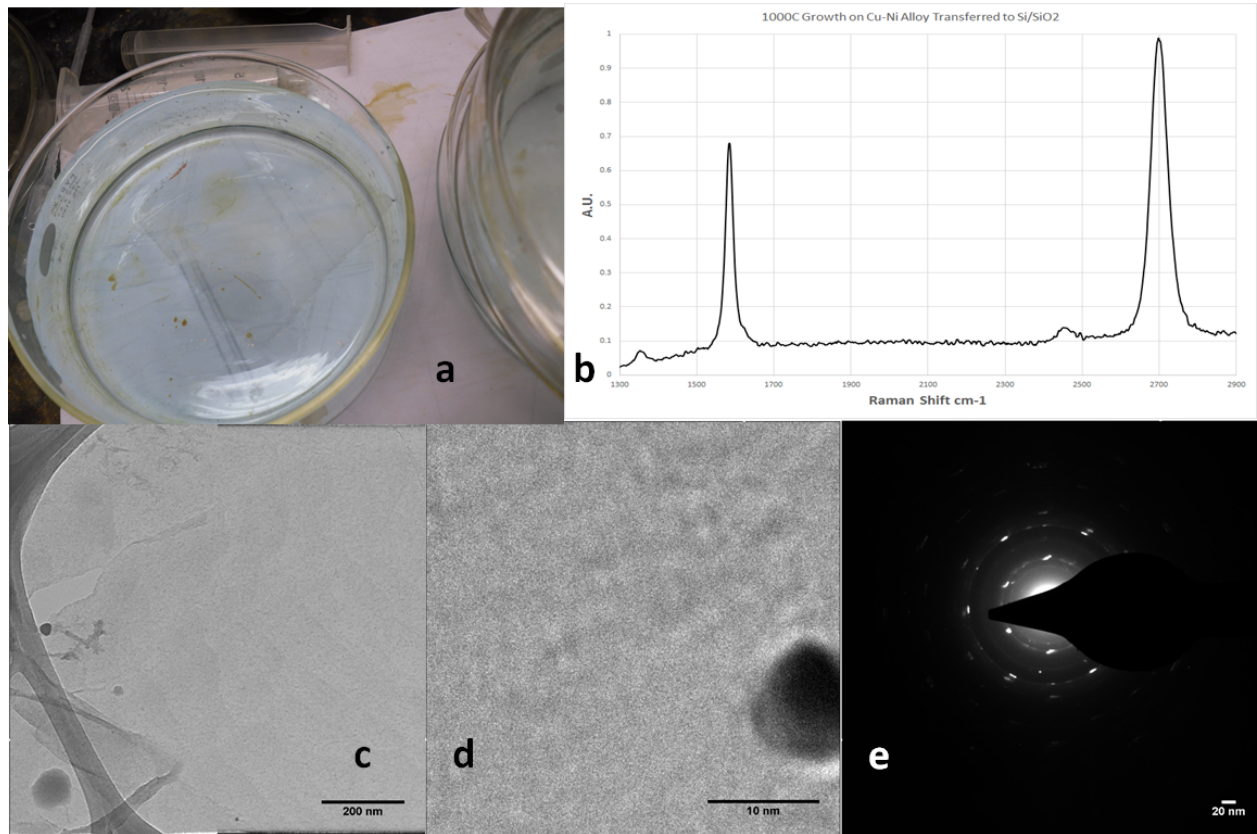 1000C Growth on Cu-Ni Alloy Transferred to Si/SiO2
1
0.9
0.8
0.7
0.6
0.5
0.4
0.3
0.2
0.1
0
A.U.
1300 1500 1700 1900 2100 2300 2500 2700 2900
Raman Shift cm-1
a
b
c
200 nm
d
10 nm
e
20 nm